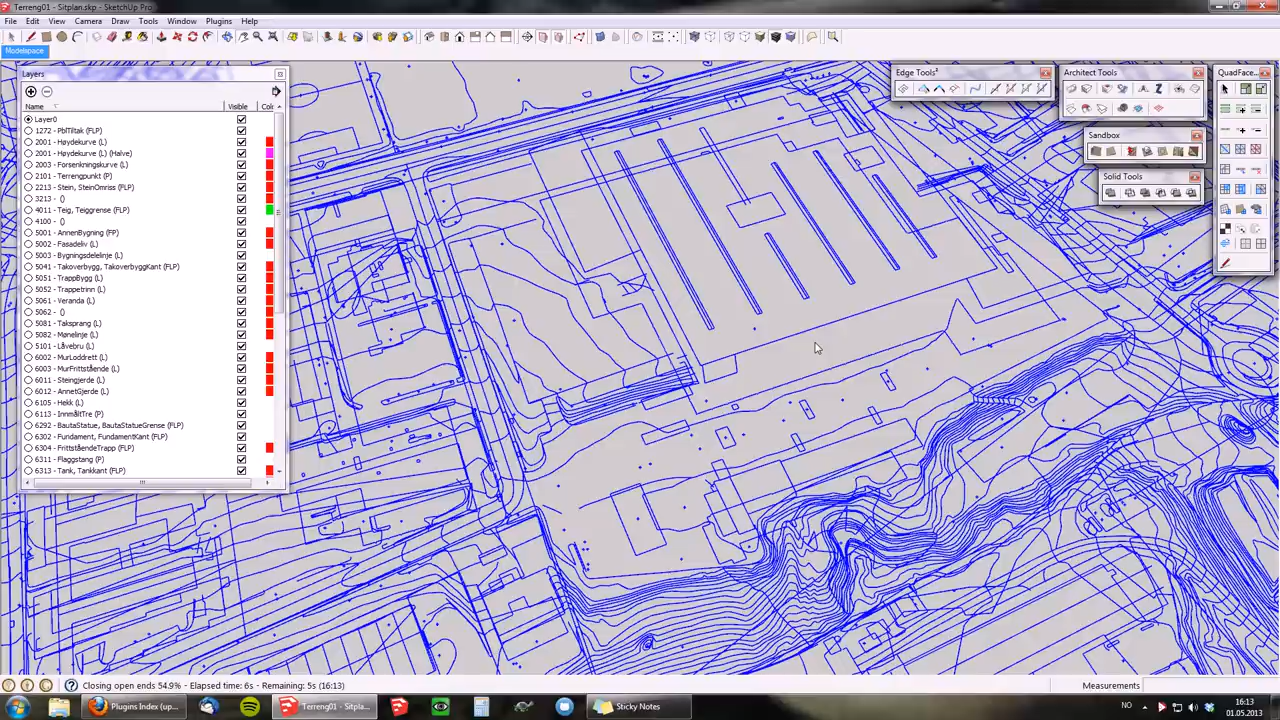 Terreng01 - Sitplan.skp - SketchUp Pro
File Edit View Camera Draw Tools Window Plugins Help
Modelspace
Layers
Name Visible Colo
Layer0
1272 - PblTiltak (FLP)
2001 - Høydekurve (L)
2001 - Høydekurve (L) (Halve)
2003 - Forsenkningskurve (L)
2101 - Terrengpunkt (P)
2213 - Stein, SteinOmriss (FLP)
3213 - ()
4011 - Teig, Teiggrense (FLP)
4100 - ()
5001 - AnnenBygning (FP)
5002 - Fasadeliv (L)
5003 - Bygningsdelelinje (L)
5041 - Takoverbygg, TakoverbyggKant (FLP)
5051 - TrappBygg (L)
5052 - Trappetrinn (L)
5061 - Veranda (L)
5062 - ()
5081 - Taksprang (L)
5082 - Mønelinje (L)
5101 - Låvebru (L)
6002 - MurLoddrett (L)
6003 - MurFrittstående (L)
6011 - Steingjerde (L)
6012 - AnnetGjerde (L)
6105 - Hekk (L)
6113 - InnmåltTre (P)
6292 - BautaStatue, BautaStatueGrense (FLP)
6302 - Fundament, FundamentKant (FLP)
6304 - FrittståendeTrapp (FLP)
6311 - Flaggstang (P)
6313 - Tank, Tankkant (FLP)
Edge Tools²
Architect Tools
QuadFace...
Sandbox
Solid Tools
Closing open ends 54.9% - Elapsed time: 6s - Remaining: 5s (16:13)
Measurements
Plugins Index (up...
Terreng01 - Sitpla...
Sticky Notes
NO
16:13
01.05.2013